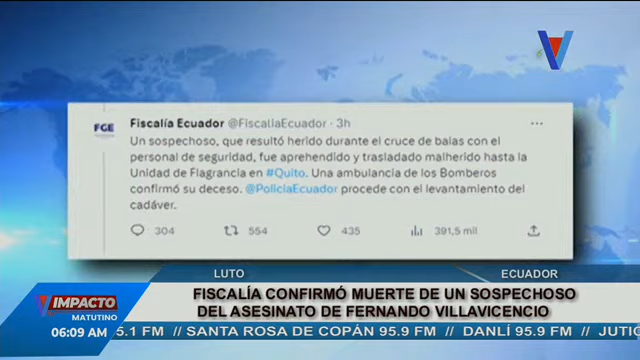 V
FGE
Fiscalía Ecuador @FiscaliaEcuador · 3h
Un sospechoso, que resultó herido durante el cruce de balas con el
personal de seguridad, fue aprehendido y trasladado malherido hasta la
Unidad de Flagrancia en #Quito. Una ambulancia de los Bomberos
confirmó su deceso. @PoliciaEcuador procede con el levantamiento del
cadáver.
304 554 435 391,5 mil
LUTO ECUADOR
FISCALÍA CONFIRMÓ MUERTE DE UN SOSPECHOSO
DEL ASESINATO DE FERNANDO VILLAVICENCIO
IMPACTO
MATUTINO
06:09 AM 5.1 FM // SANTA ROSA DE COPÁN 95.9 FM // DANLÍ 95.9 FM // JUTIC